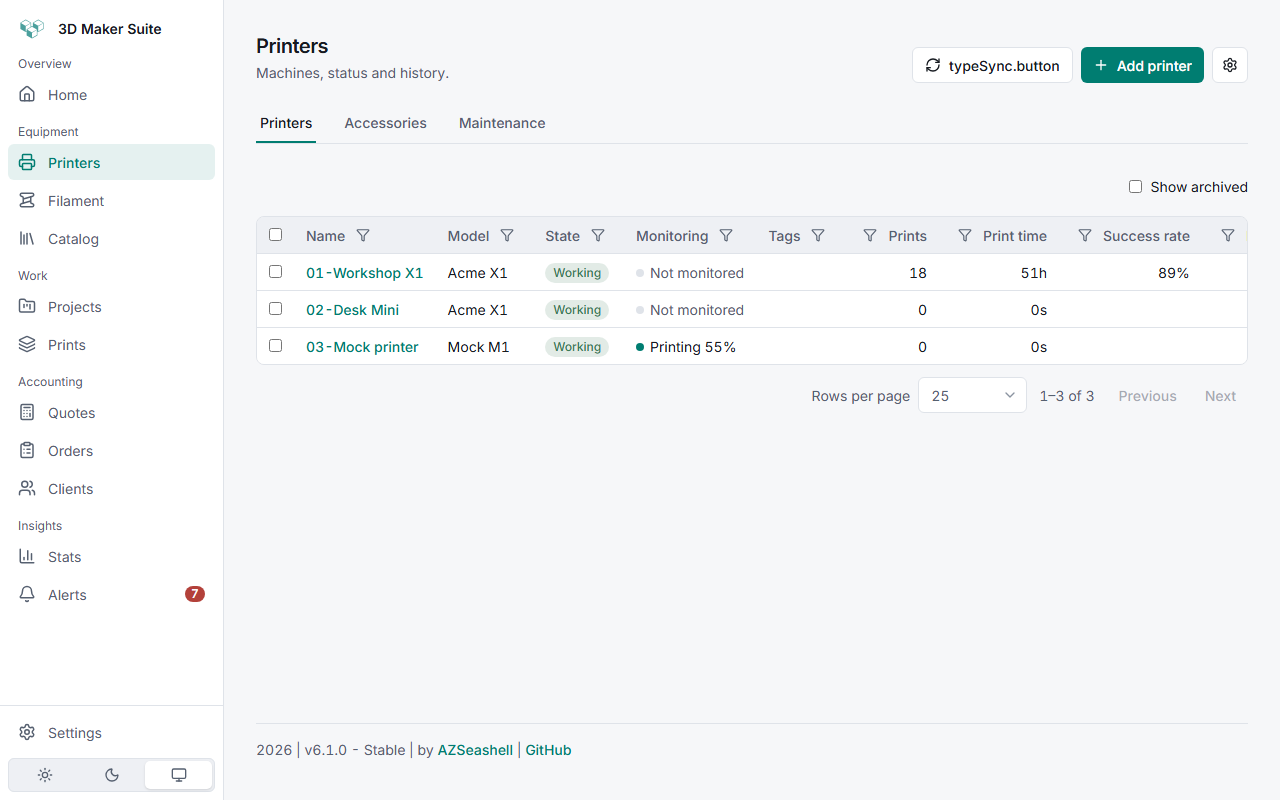 3D Maker Suite
Overview
Home
Equipment
Printers
Filament
Catalog
Work
Projects
Prints
Accounting
Quotes
Orders
Clients
Insights
Stats
Alerts 7
Settings
Printers
Machines, status and history.
typeSync.button
+ Add printer
Printers Accessories Maintenance
Show archived
Name Model State Monitoring Tags Prints Print time Success rate
01-Workshop X1 Acme X1 Working Not monitored 18 51h 89%
02-Desk Mini Acme X1 Working Not monitored 0 0s
03-Mock printer Mock M1 Working Printing 55% 0 0s
Rows per page 25 1–3 of 3 Previous Next
2026 | v6.1.0 - Stable | by AZSeashell | GitHub